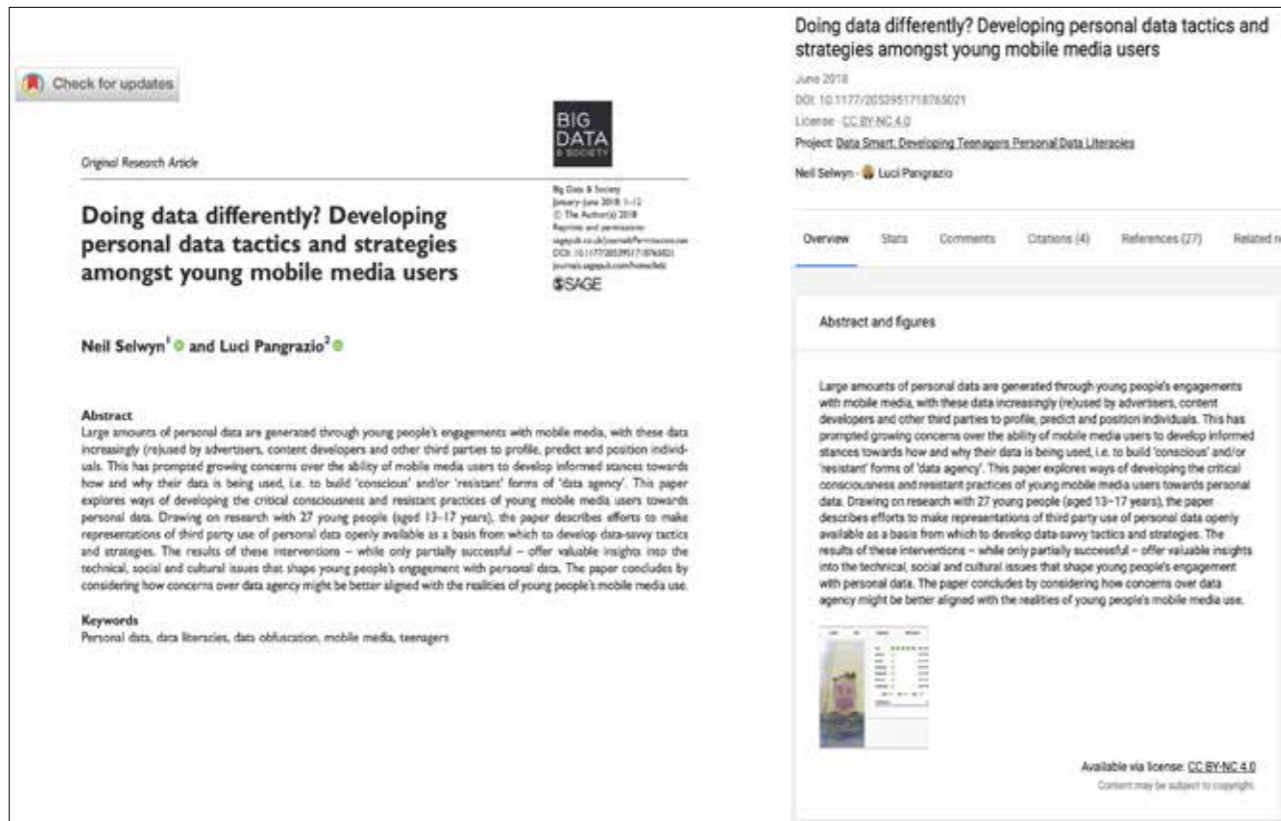 Check for updates
BIG
DATA
& SOCIETY
Original Research Article
Doing data differently? Developing
personal data tactics and strategies
amongst young mobile media users
Big Data & Society
January–June 2018: 1–12
© The Author(s) 2018
Reprints and permissions:
sagepub.co.uk/journalsPermissions.nav
DOI: 10.1177/2053951718765021
journals.sagepub.com/home/bds
SAGE
Neil Selwyn1 and Luci Pangrazio2
Abstract
Large amounts of personal data are generated through young people's engagements with mobile media, with these data
increasingly (re)used by advertisers, content developers and other third parties to profile, predict and position individ-
uals. This has prompted growing concerns over the ability of mobile media users to develop informed stances towards
how and why their data is being used, i.e. to build 'conscious' and/or 'resistant' forms of 'data agency'. This paper
explores ways of developing the critical consciousness and resistant practices of young mobile media users towards
personal data. Drawing on research with 27 young people (aged 13–17 years), the paper describes efforts to make
representations of third party use of personal data openly available as a basis from which to develop data-savvy tactics
and strategies. The results of these interventions – while only partially successful – offer valuable insights into the
technical, social and cultural issues that shape young people's engagement with personal data. The paper concludes by
considering how concerns over data agency might be better aligned with the realities of young people's mobile media use.
Keywords
Personal data, data literacies, data obfuscation, mobile media, teenagers
Doing data differently? Developing personal data tactics and
strategies amongst young mobile media users
June 2018
DOI: 10.1177/2053951718765021
License · CC BY-NC 4.0
Project: Data Smart: Developing Teenagers Personal Data Literacies
Neil Selwyn · Luci Pangrazio
Overview Stats Comments Citations (4) References (27) Related re
Abstract and figures
Large amounts of personal data are generated through young people's engagements
with mobile media, with these data increasingly (re)used by advertisers, content
developers and other third parties to profile, predict and position individuals. This has
prompted growing concerns over the ability of mobile media users to develop informed
stances towards how and why their data is being used, i.e. to build 'conscious' and/or
'resistant' forms of 'data agency'. This paper explores ways of developing the critical
consciousness and resistant practices of young mobile media users towards personal
data. Drawing on research with 27 young people (aged 13–17 years), the paper
describes efforts to make representations of third party use of personal data openly
available as a basis from which to develop data-savvy tactics and strategies. The
results of these interventions – while only partially successful – offer valuable insights
into the technical, social and cultural issues that shape young people's engagement
with personal data. The paper concludes by considering how concerns over data
agency might be better aligned with the realities of young people's mobile media use.
Available via license: CC BY-NC 4.0
Content may be subject to copyright.